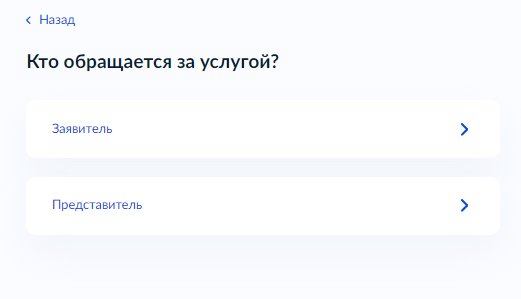 Назад
Кто обращается за услугой?
Заявитель
Представитель